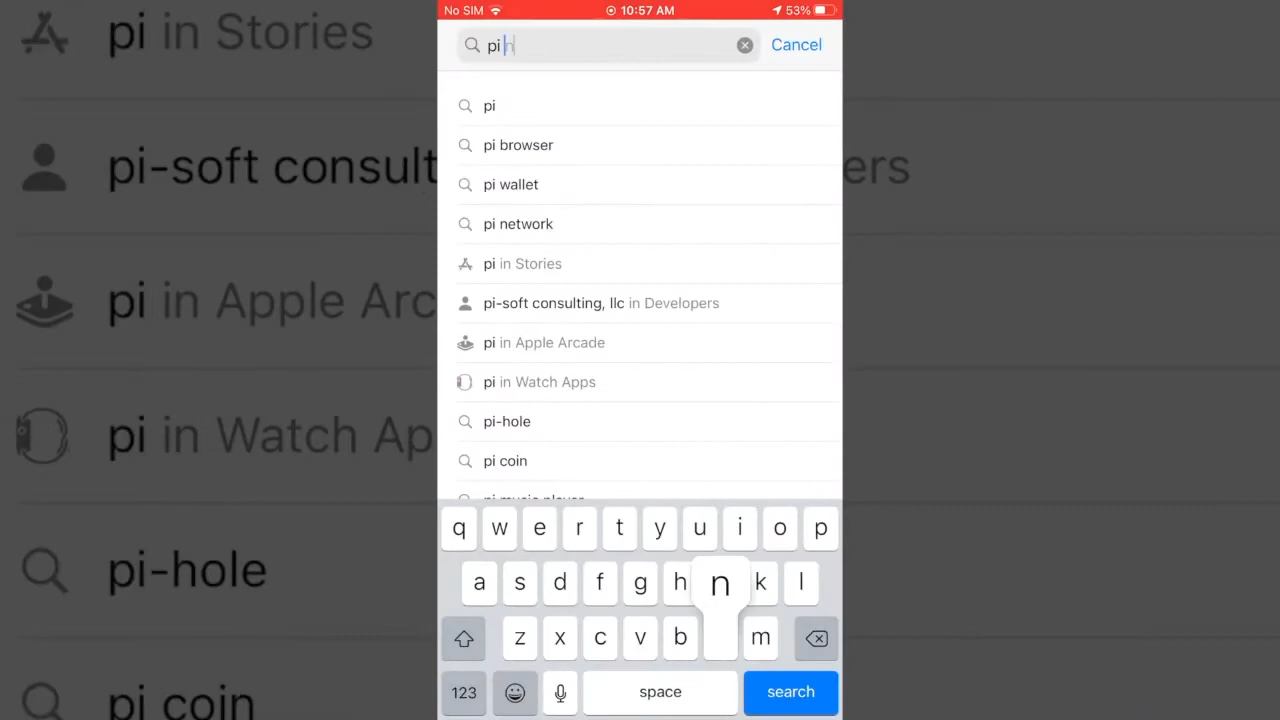 No SIM 10:57 AM 53%
pi n Cancel
pi
pi browser
pi wallet
pi network
pi in Stories
pi-soft consulting, llc in Developers
pi in Apple Arcade
pi in Watch Apps
pi-hole
pi coin
pi music player
q w e r t y u i o p
a s d f g h n k l
z x c v b m
123 space search
pi in Stories
pi-soft consult
ers
pi in Apple Arc
pi in Watch Ap
pi-hole
pi coin